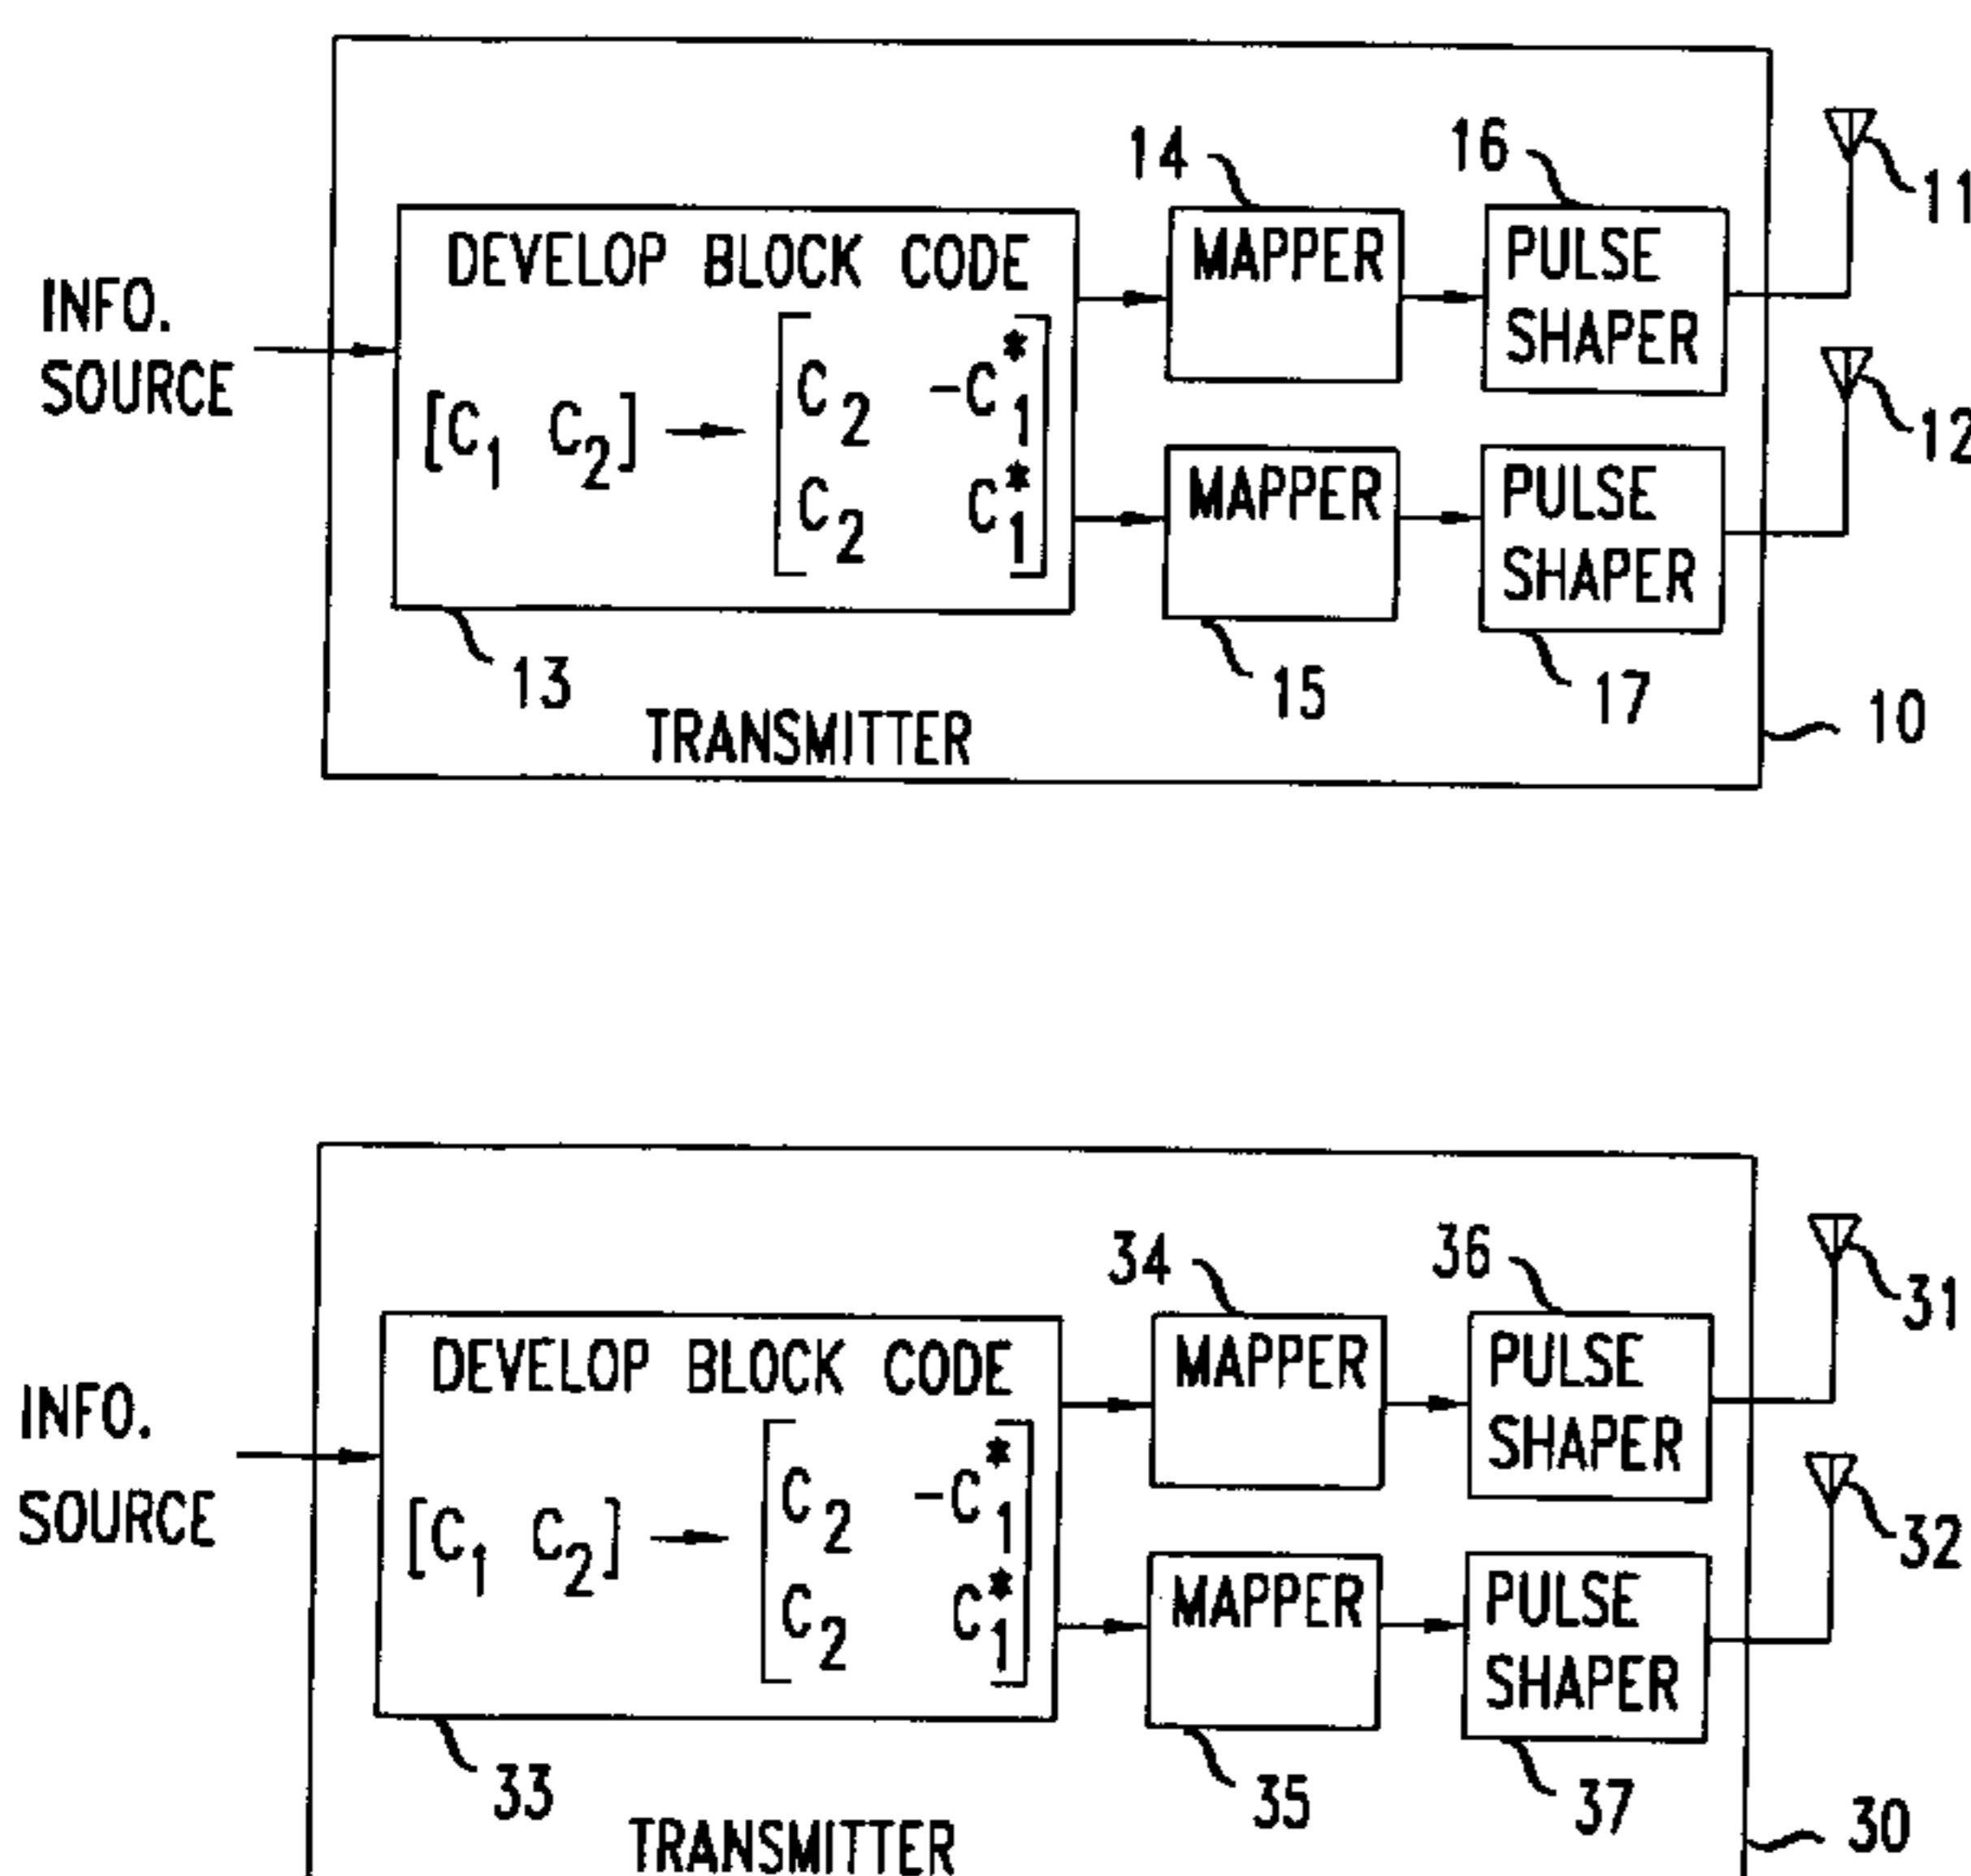 14
16
11
DEVELOP BLOCK CODE
MAPPER
PULSE
SHAPER
INFO.
SOURCE
12
[C₁ C₂] → [C₂ -C₁*
C₂ C₁*]
MAPPER
PULSE
SHAPER
13
15
17
10
TRANSMITTER
34
36
31
DEVELOP BLOCK CODE
MAPPER
PULSE
SHAPER
INFO.
SOURCE
32
[C₁ C₂] → [C₂ -C₁*
C₂ C₁*]
MAPPER
PULSE
SHAPER
33
35
37
30
TRANSMITTER